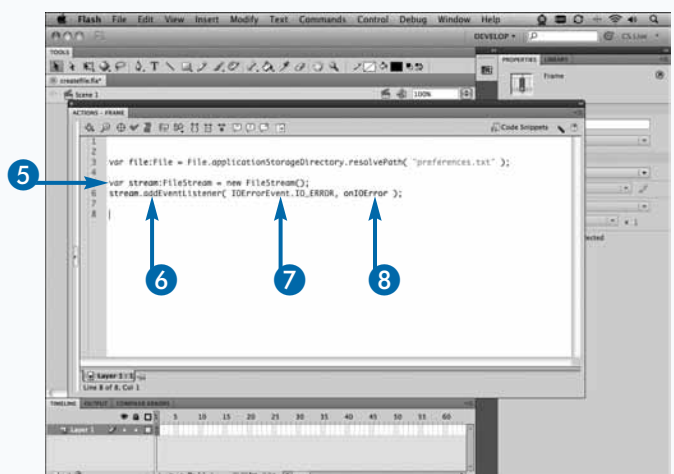 Flash File Edit View Insert Modify Text Commands Control Debug Window Help
DEVELOP CS Live
TOOLS
PROPERTIES LIBRARY
createfile.fla*
Frame
Scene 1 100%
ACTIONS - FRAME
Code Snippets
1
2
3 var file:File = File.applicationStorageDirectory.resolvePath( "preferences.txt" );
4
5 var stream:FileStream = new FileStream();
6 stream.addEventListener( IOErrorEvent.IO_ERROR, onIOError );
7
8
5
6 7 8
Layer 1 : 1
Line 8 of 8, Col 1
TIMELINE OUTPUT COMPILER ERRORS
5 10 15 20 25 30 35 40 45 50 55 60
Layer 1